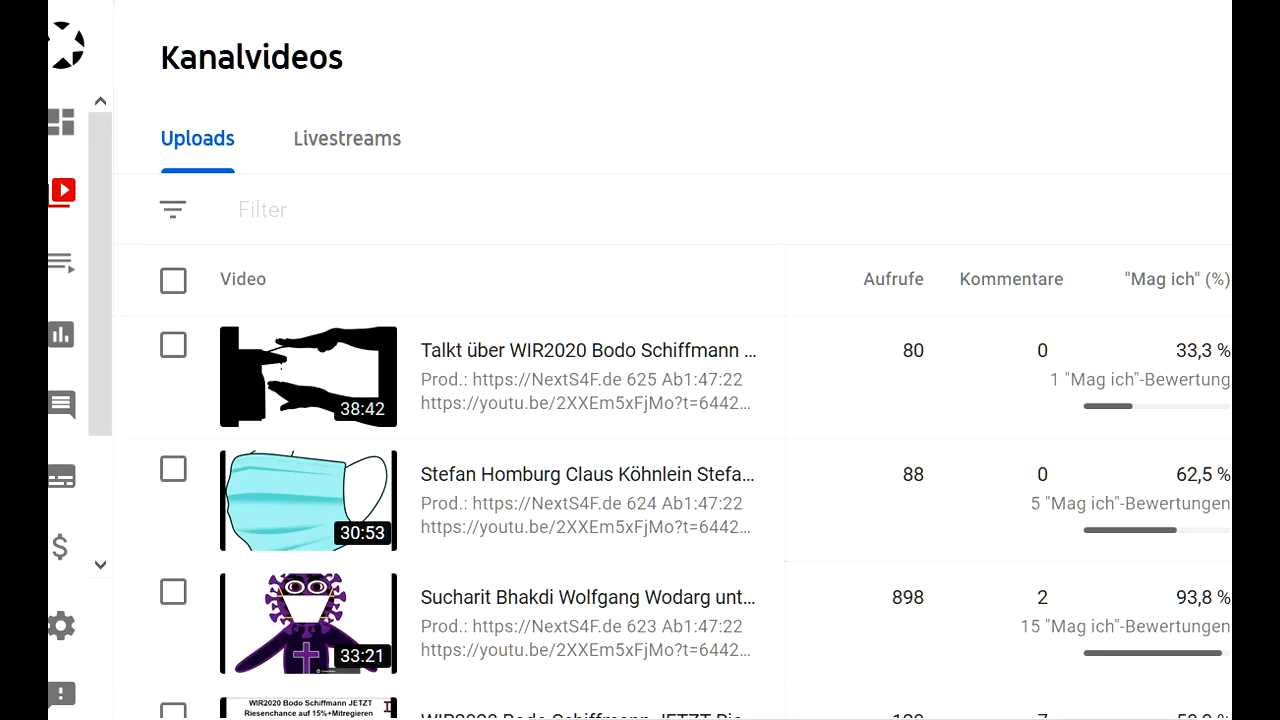 Kanalvideos
Uploads Livestreams
Filter
Video Aufrufe Kommentare "Mag ich" (%)
Talkt über WIR2020 Bodo Schiffmann ... 80 0 33,3 %
Prod.: https://NextS4F.de 625 Ab1:47:22 1 "Mag ich"-Bewertung
https://youtu.be/2XXEm5xFjMo?t=6442...
38:42
Stefan Homburg Claus Köhnlein Stefa... 88 0 62,5 %
Prod.: https://NextS4F.de 624 Ab1:47:22 5 "Mag ich"-Bewertungen
https://youtu.be/2XXEm5xFjMo?t=6442...
30:53
Sucharit Bhakdi Wolfgang Wodarg unt... 898 2 93,8 %
Prod.: https://NextS4F.de 623 Ab1:47:22 15 "Mag ich"-Bewertungen
https://youtu.be/2XXEm5xFjMo?t=6442...
33:21
WIR2020 Bodo Schiffmann JETZT
Riesenchance auf 15%+Mitregieren
WIR2020 Bodo Schiffmann JETZT Rie...